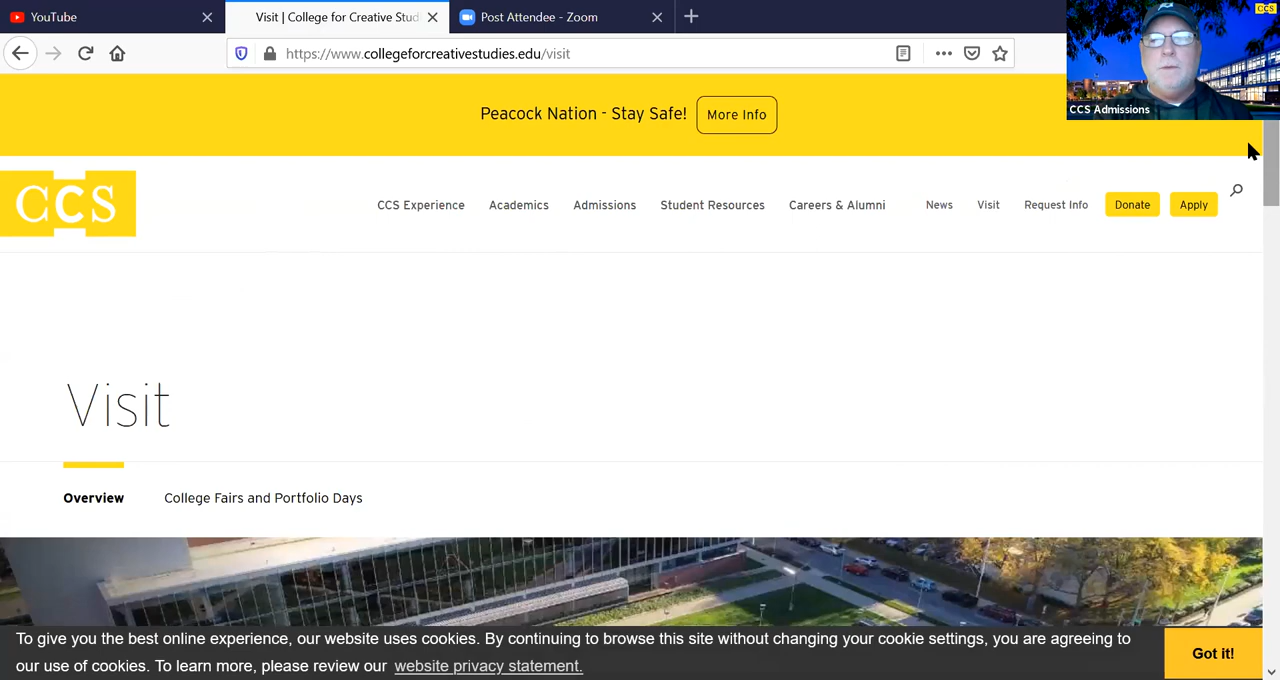 YouTube
Visit | College for Creative Stud
Post Attendee - Zoom
https://www.collegeforcreativestudies.edu/visit
CCS
CCS Admissions
Peacock Nation - Stay Safe!
More Info
CCS
CCS Experience
Academics
Admissions
Student Resources
Careers & Alumni
News
Visit
Request Info
Donate
Apply
Visit
Overview
College Fairs and Portfolio Days
To give you the best online experience, our website uses cookies. By continuing to browse this site without changing your cookie settings, you are agreeing to
our use of cookies. To learn more, please review our website privacy statement.
Got it!